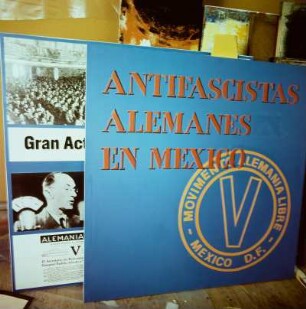 ANTIFASCISTAS
ALEMANES
EN MEXICO
MOVIMIENTO ALEMANIA LIBRE
V
MEXICO D.F.
Gran Act
ALEMANIA
V